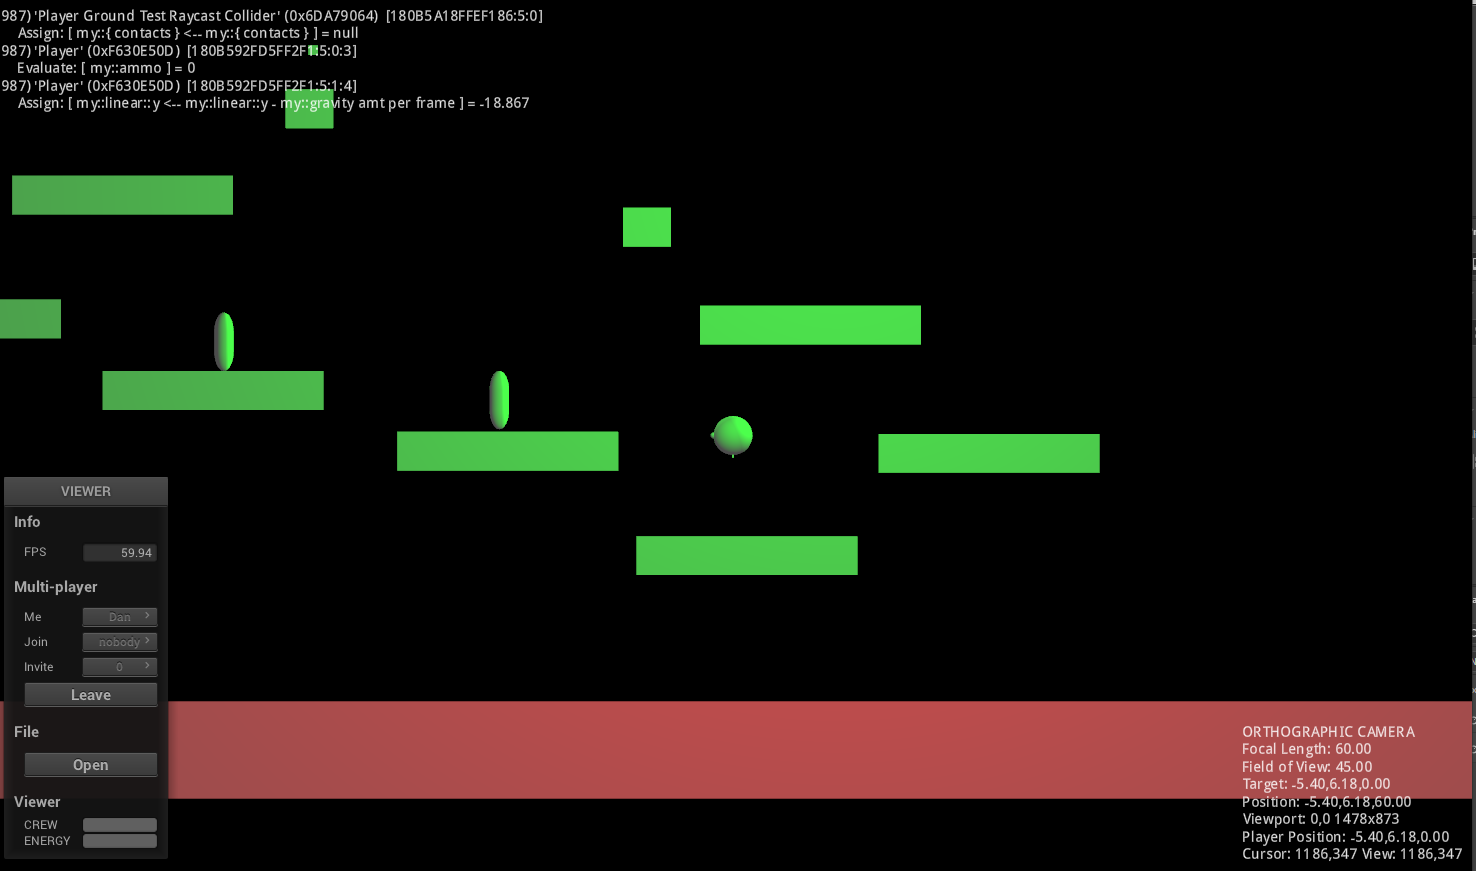 987) 'Player Ground Test Raycast Collider' (0x6DA79064) [180B5A18FFEF186:5:0]
Assign: [ my::{ contacts } <-- my::{ contacts } ] = null
987) 'Player' (0xF630E50D) [180B592FD5FF2F1:5:0:3]
Evaluate: [ my::ammo ] = 0
987) 'Player' (0xF630E50D) [180B592FD5FF2F1:5:1:4]
Assign: [ my::linear::y <-- my::linear::y - my::gravity amt per frame ] = -18.867
VIEWER
Info
FPS 59.94
Multi-player
Me Dan >
Join nobody >
Invite 0 >
Leave
File
Open
Viewer
CREW
ENERGY
ORTHOGRAPHIC CAMERA
Focal Length: 60.00
Field of View: 45.00
Target: -5.40,6.18,0.00
Position: -5.40,6.18,60.00
Viewport: 0,0 1478x873
Player Position: -5.40,6.18,0.00
Cursor: 1186,347 View: 1186,347